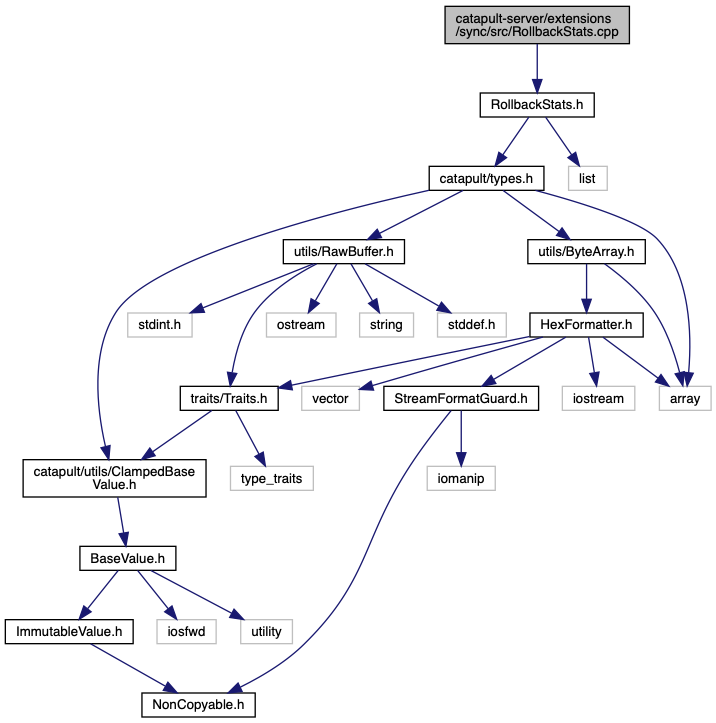 catapult-server/extensions
/sync/src/RollbackStats.cpp
RollbackStats.h
catapult/types.h
list
utils/RawBuffer.h
utils/ByteArray.h
stdint.h
ostream
string
stddef.h
HexFormatter.h
traits/Traits.h
vector
StreamFormatGuard.h
iostream
array
catapult/utils/ClampedBase
Value.h
type_traits
iomanip
BaseValue.h
ImmutableValue.h
iosfwd
utility
NonCopyable.h